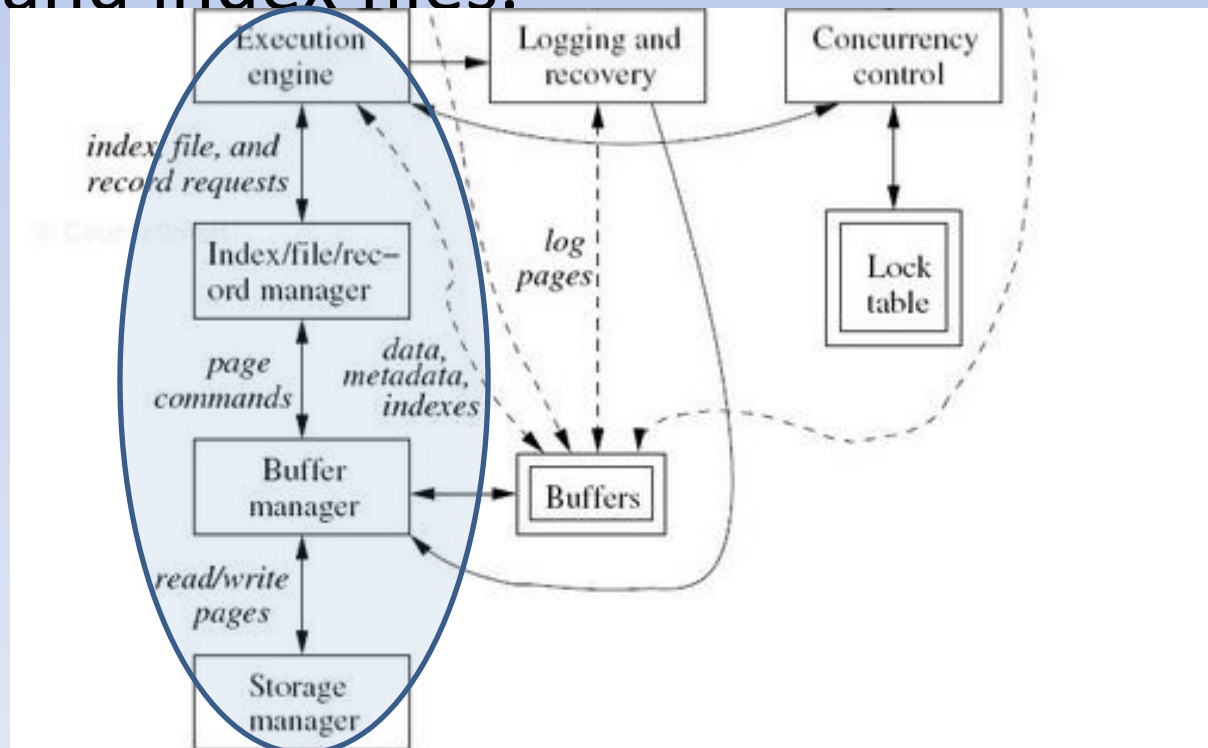 and index files.
Execution
engine
Logging and
recovery
Concurrency
control
index, file, and
record requests
Index/file/rec–
ord manager
log
pages
Lock
table
page
commands
data,
metadata,
indexes
Buffer
manager
Buffers
read/write
pages
Storage
manager